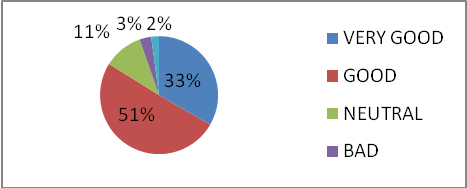 3% 2%
11%
33%
51%
VERY GOOD
GOOD
NEUTRAL
BAD